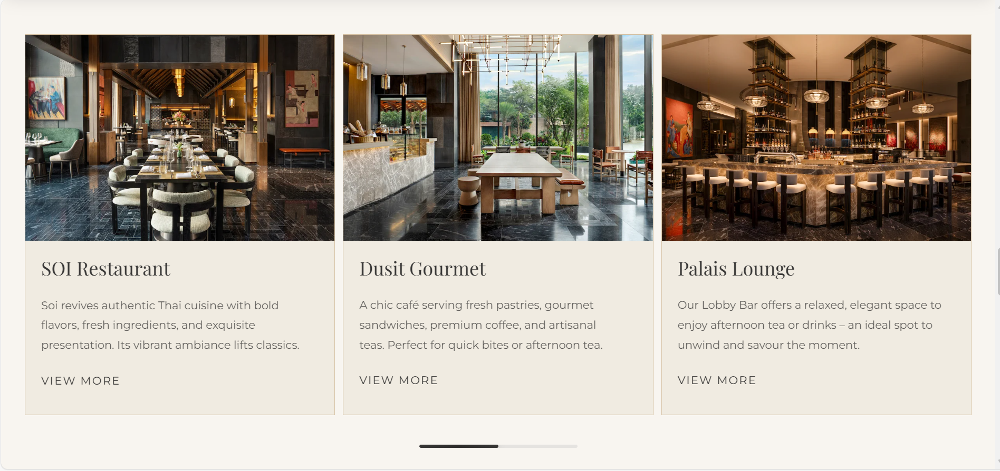 SOI Restaurant
Soi revives authentic Thai cuisine with bold
flavors, fresh ingredients, and exquisite
presentation. Its vibrant ambiance lifts classics.
VIEW MORE
Dusit Gourmet
A chic café serving fresh pastries, gourmet
sandwiches, premium coffee, and artisanal
teas. Perfect for quick bites or afternoon tea.
VIEW MORE
Palais Lounge
Our Lobby Bar offers a relaxed, elegant space to
enjoy afternoon tea or drinks – an ideal spot to
unwind and savour the moment.
VIEW MORE